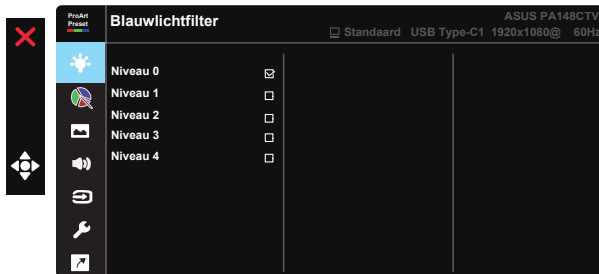 ProArt
Preset
Blauwlichtfilter
ASUS PA148CTV
Standaard USB Type-C1 1920x1080@ 60Hz
Niveau 0
Niveau 1
Niveau 2
Niveau 3
Niveau 4